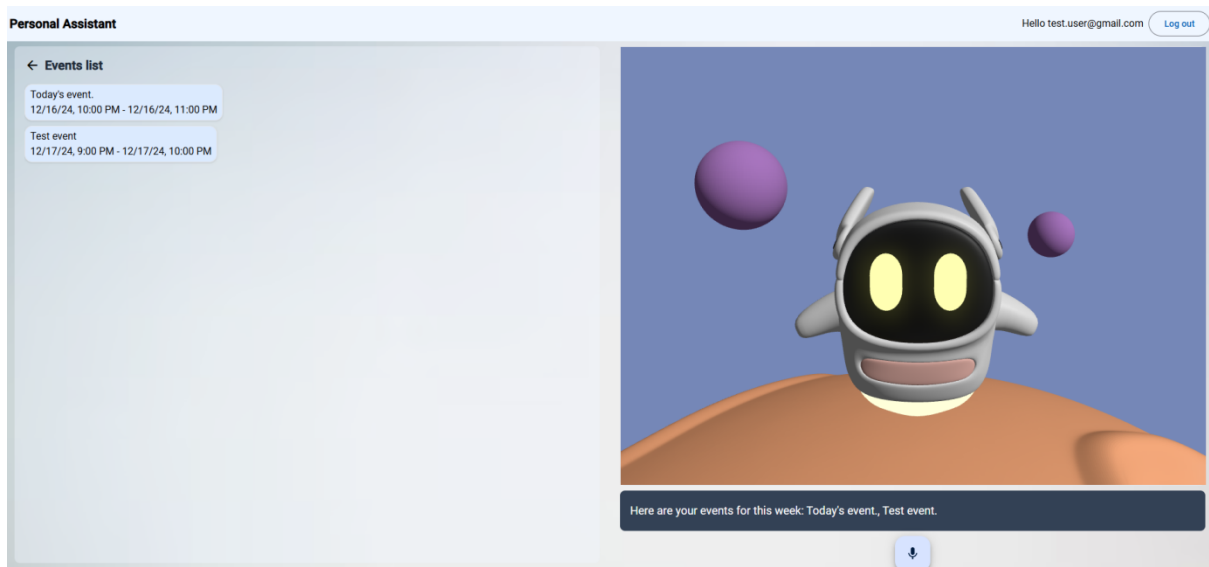 Personal Assistant
Hello test.user@gmail.com
Log out
← Events list
Today's event.
12/16/24, 10:00 PM - 12/16/24, 11:00 PM
Test event
12/17/24, 9:00 PM - 12/17/24, 10:00 PM
Here are your events for this week: Today's event., Test event.